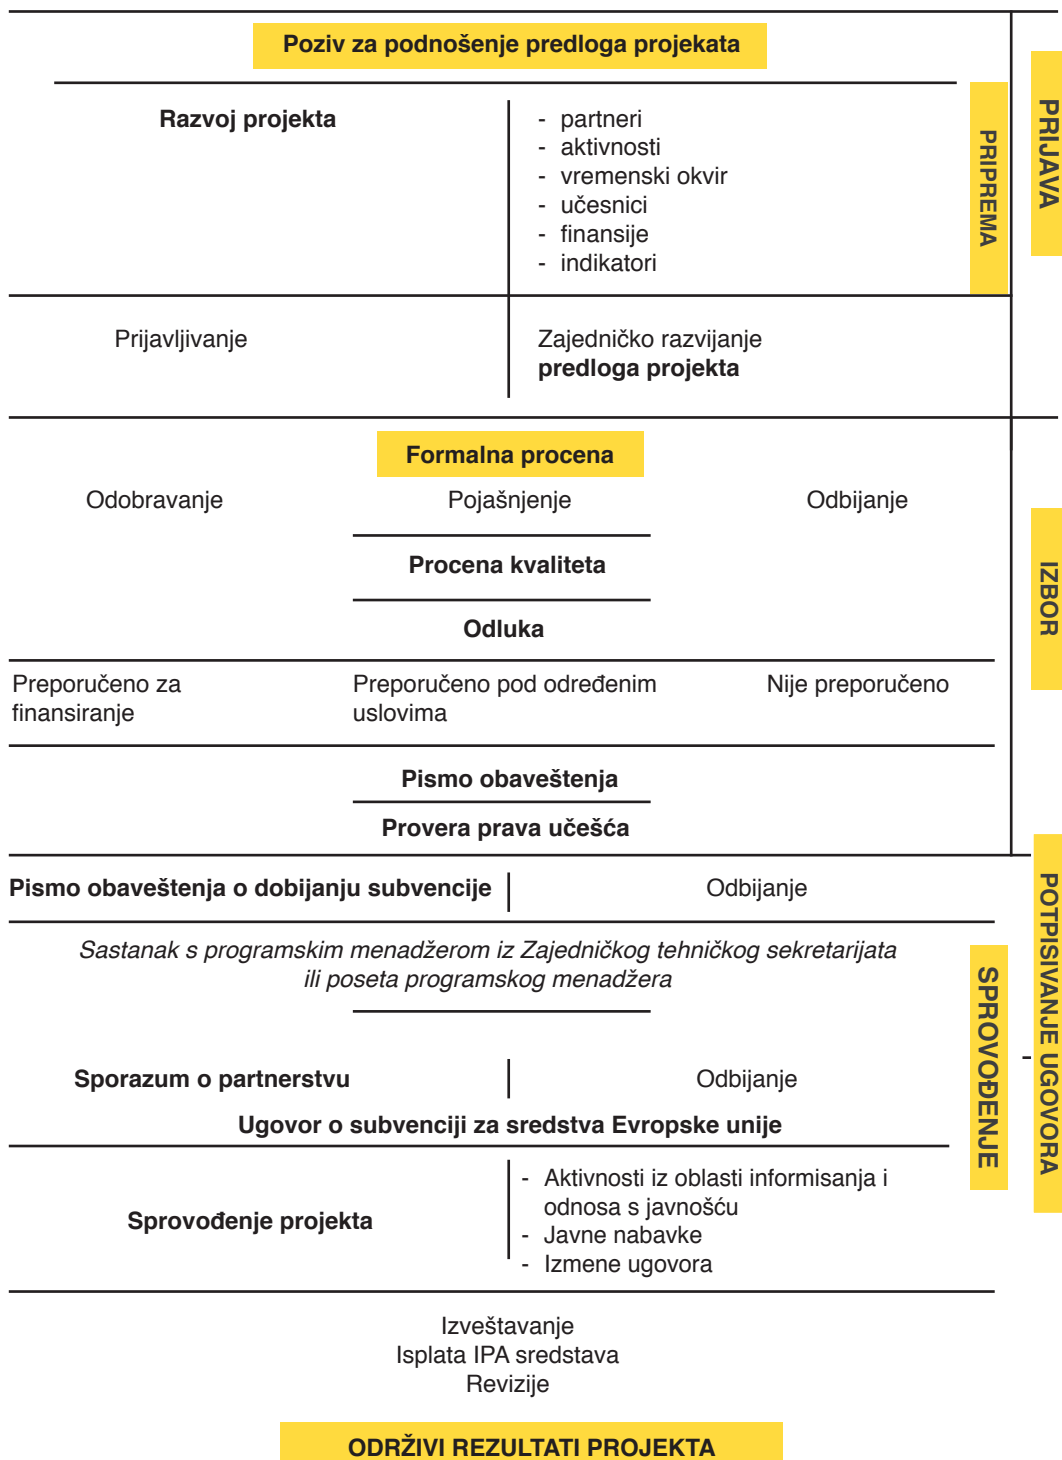 Poziv za podnošenje predloga projekata
Razvoj projekta
- partneri
- aktivnosti
- vremenski okvir
- učesnici
- finansije
- indikatori
PRIPREMA
PRIJAVA
Prijavljivanje
Zajedničko razvijanje
predloga projekta
Formalna procena
Odobravanje
Pojašnjenje
Odbijanje
Procena kvaliteta
Odluka
IZBOR
Preporučeno za
finansiranje
Preporučeno pod određenim
uslovima
Nije preporučeno
Pismo obaveštenja
Provera prava učešća
Pismo obaveštenja o dobijanju subvencije
Odbijanje
Sastanak s programskim menadžerom iz Zajedničkog tehničkog sekretarijata
ili poseta programskog menadžera
SPROVOĐENJE
POTPISIVANJE UGOVORA
Sporazum o partnerstvu
Odbijanje
Ugovor o subvenciji za sredstva Evropske unije
Sprovođenje projekta
- Aktivnosti iz oblasti informisanja i
odnosa s javnošću
- Javne nabavke
- Izmene ugovora
Izveštavanje
Isplata IPA sredstava
Revizije
ODRŽIVI REZULTATI PROJEKTA